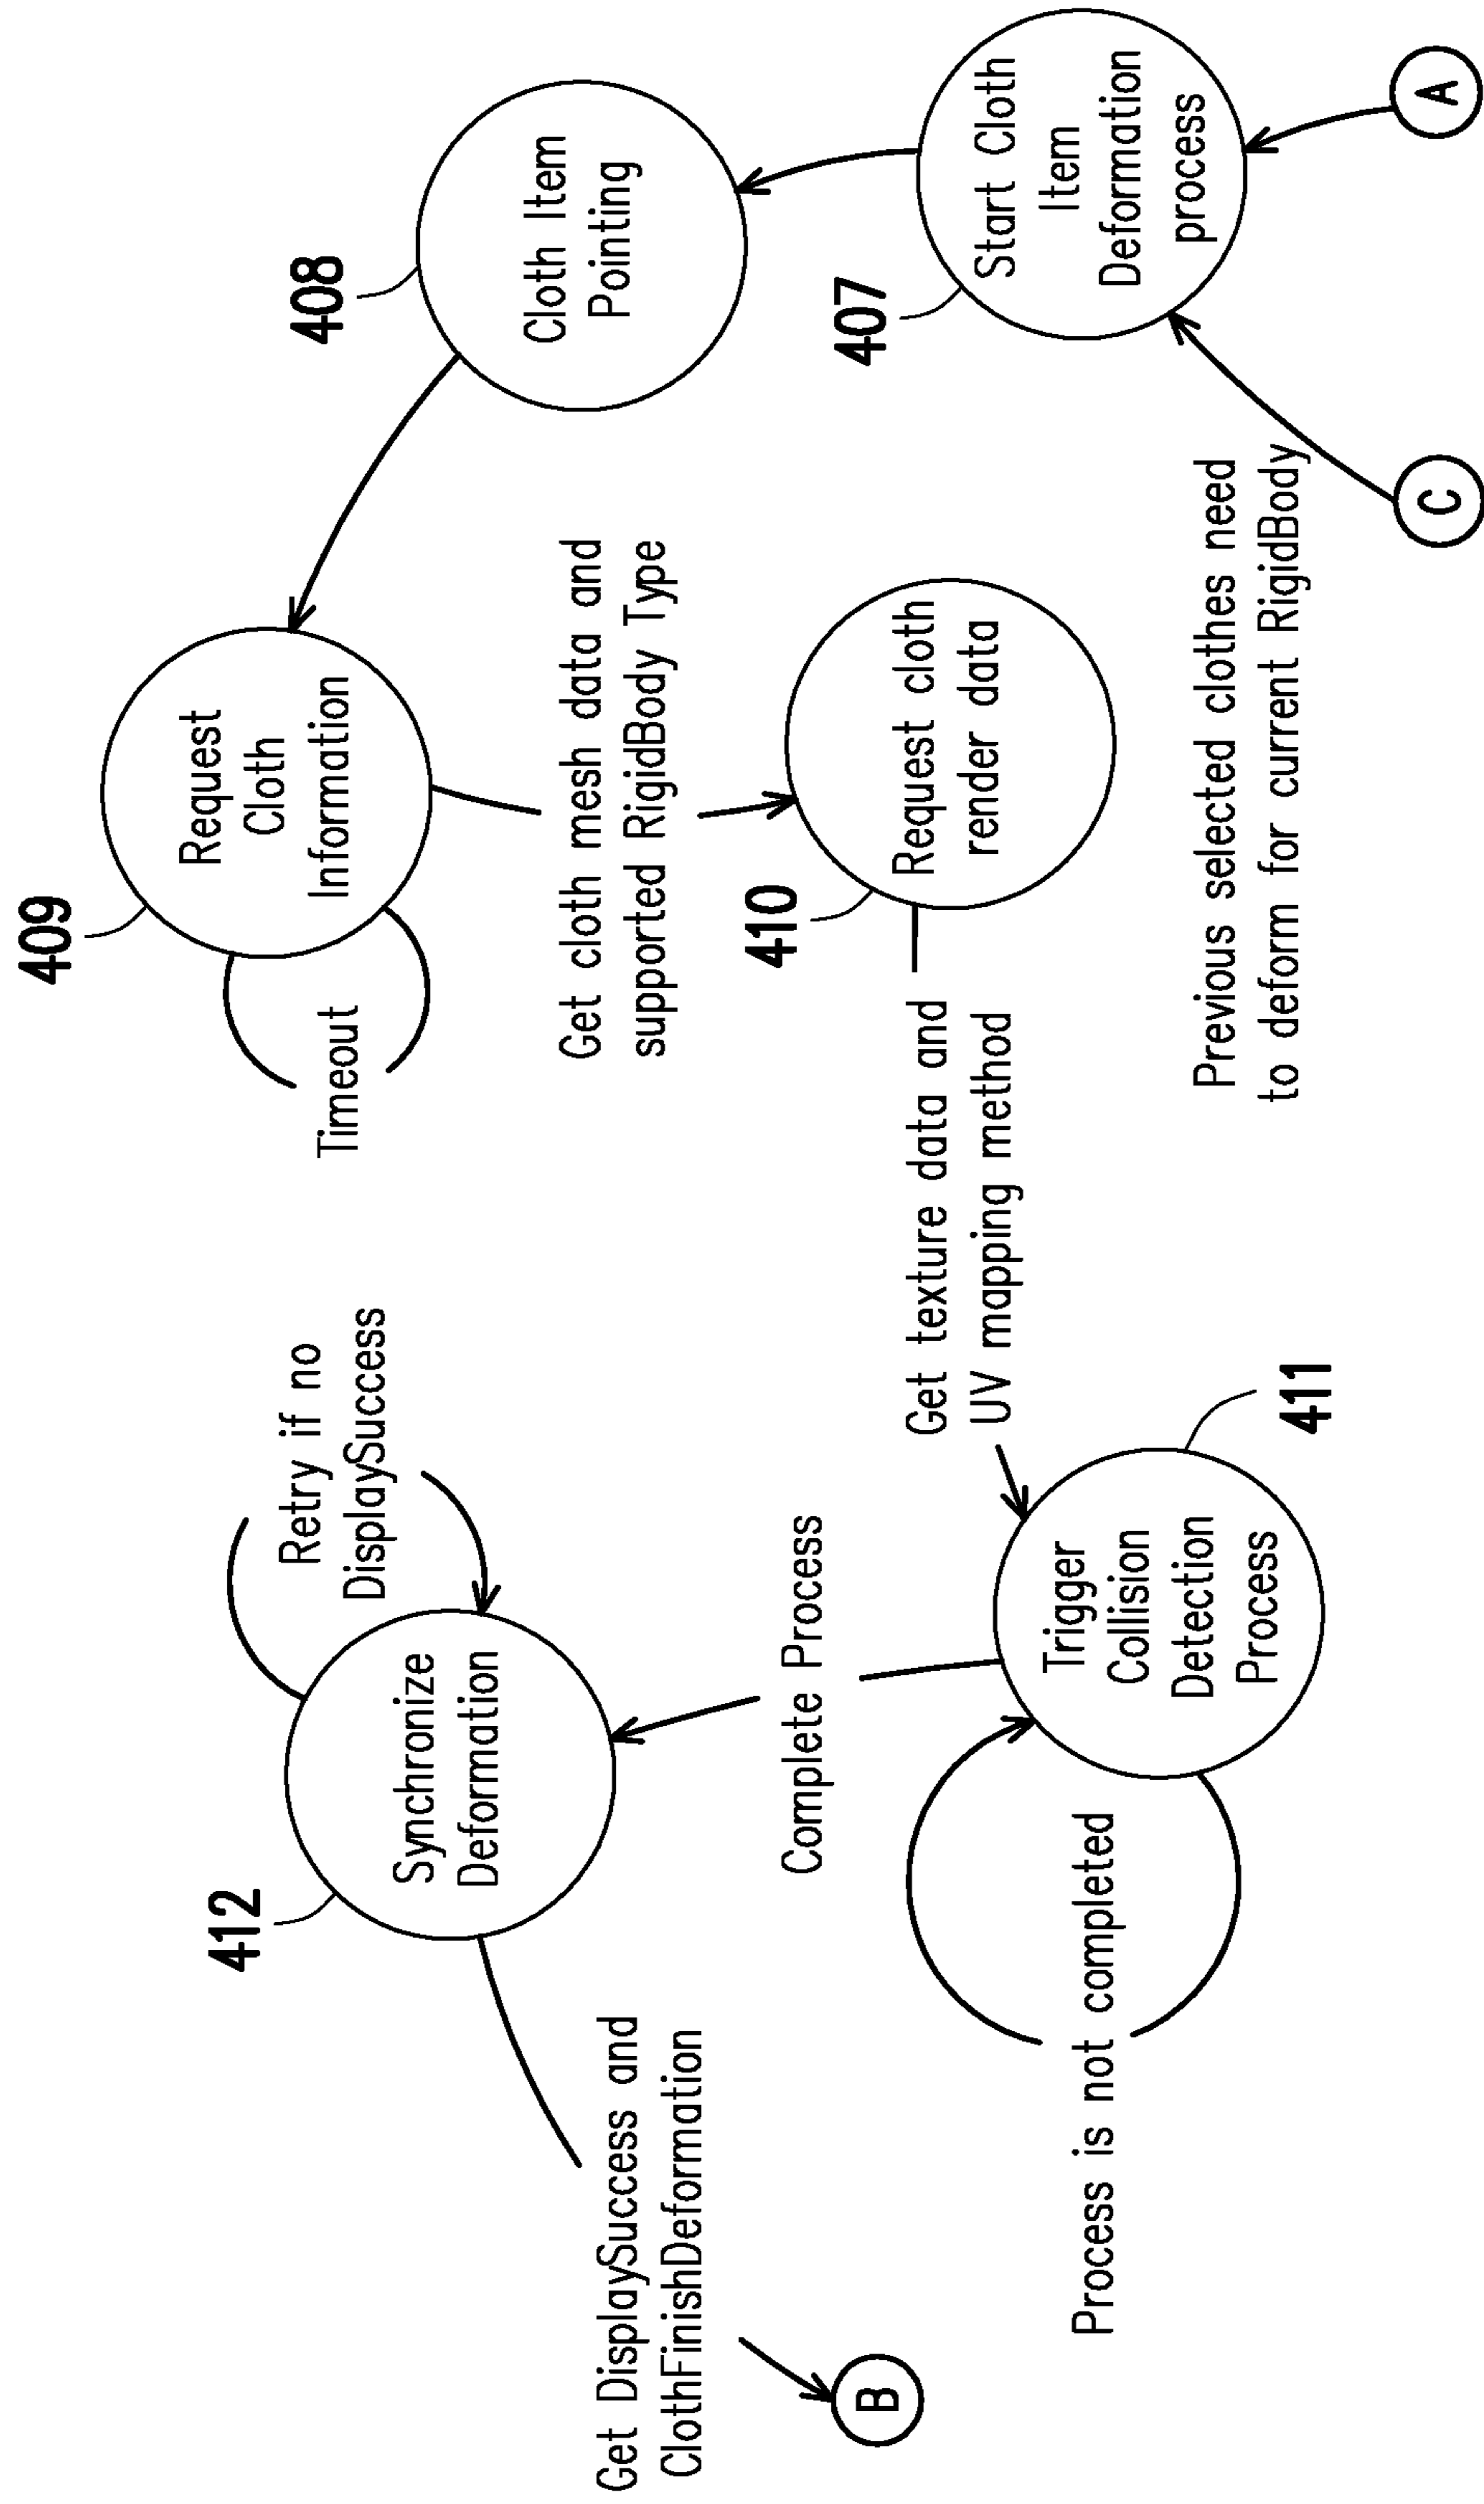 409
Request
Cloth
Information
Timeout
408
Cloth Item
Pointing
Get cloth mesh data and
supported RigidBody Type
407
Start Cloth
Item
Deformation
process
A
C
Previous selected clothes need
to deform for current RigidBody
410
Request cloth
render data
Get texture data and
UV mapping method
411
Trigger
Collision
Detection
Process
Process is not completed
Complete Process
412
Synchronize
Deformation
Retry if no
DisplaySuccess
Get DisplaySuccess and
ClothFinishDeformation
B